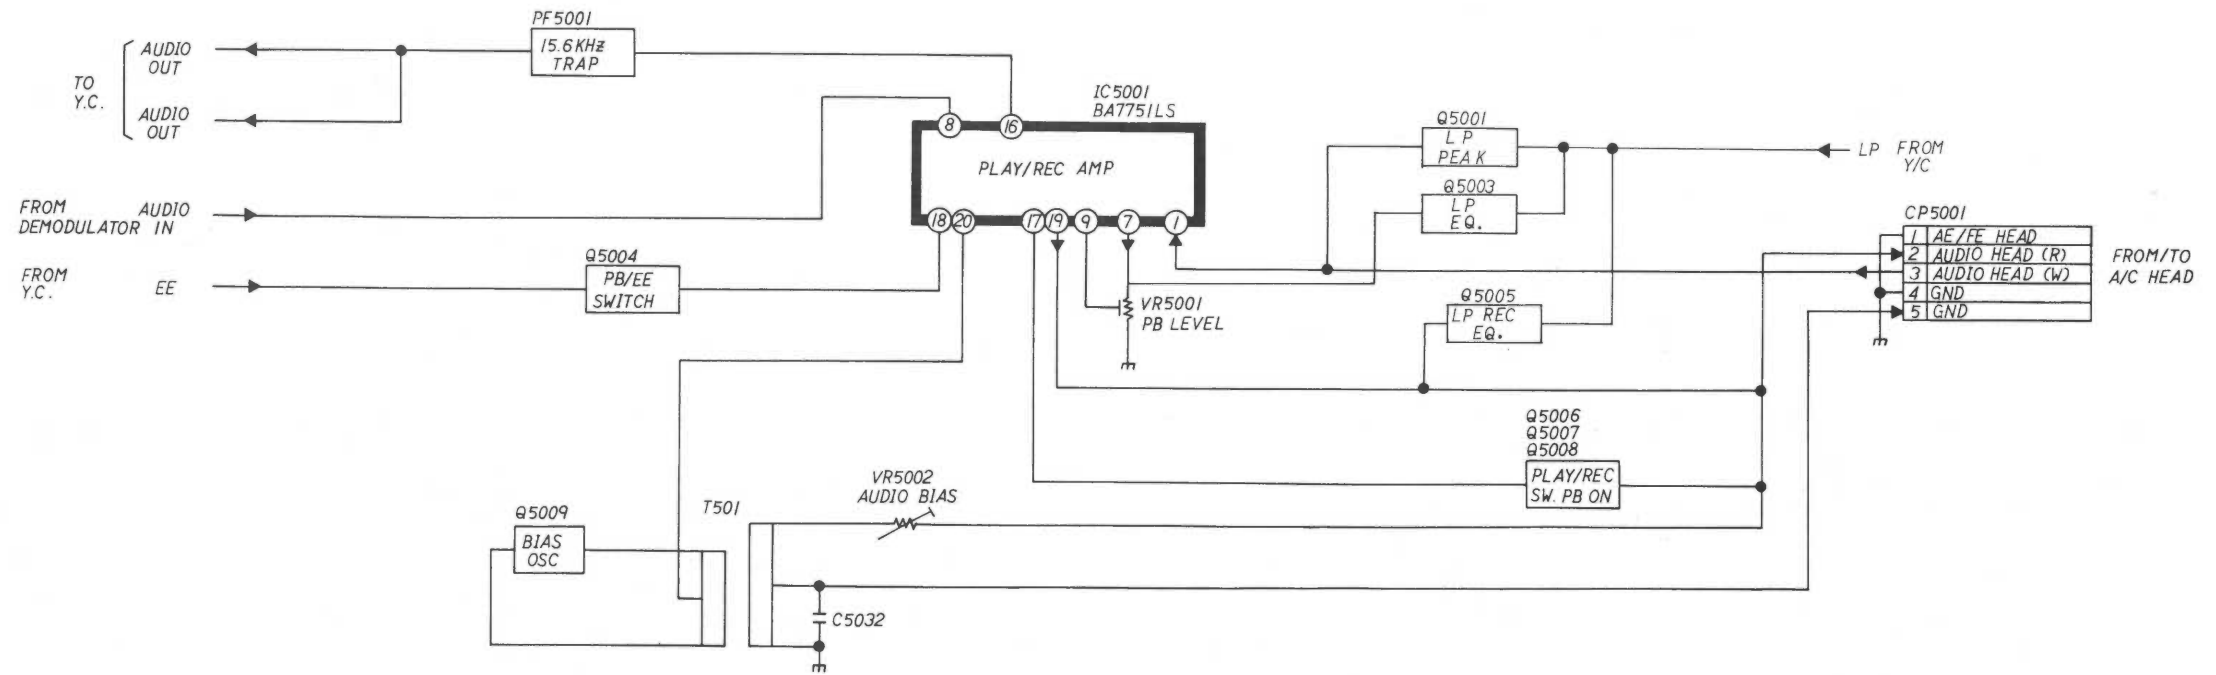 PF5001
15.6KHz
TRAP
TO
Y.C.
AUDIO
OUT
AUDIO
OUT
IC5001
BA7751LS
8
16
PLAY/REC AMP
18
20
17
19
9
7
1
FROM
DEMODULATOR
AUDIO
IN
FROM
Y.C.
EE
Q5004
PB/EE
SWITCH
Q5001
LP
PEAK
Q5003
LP
EQ.
LP FROM
Y/C
CP5001
1 AE/FE HEAD
2 AUDIO HEAD (R)
3 AUDIO HEAD (W)
4 GND
5 GND
FROM/TO
A/C HEAD
VR5001
PB LEVEL
Q5005
LP REC
EQ.
Q5006
Q5007
Q5008
PLAY/REC
SW. PB ON
VR5002
AUDIO BIAS
T501
Q5009
BIAS
OSC
C5032